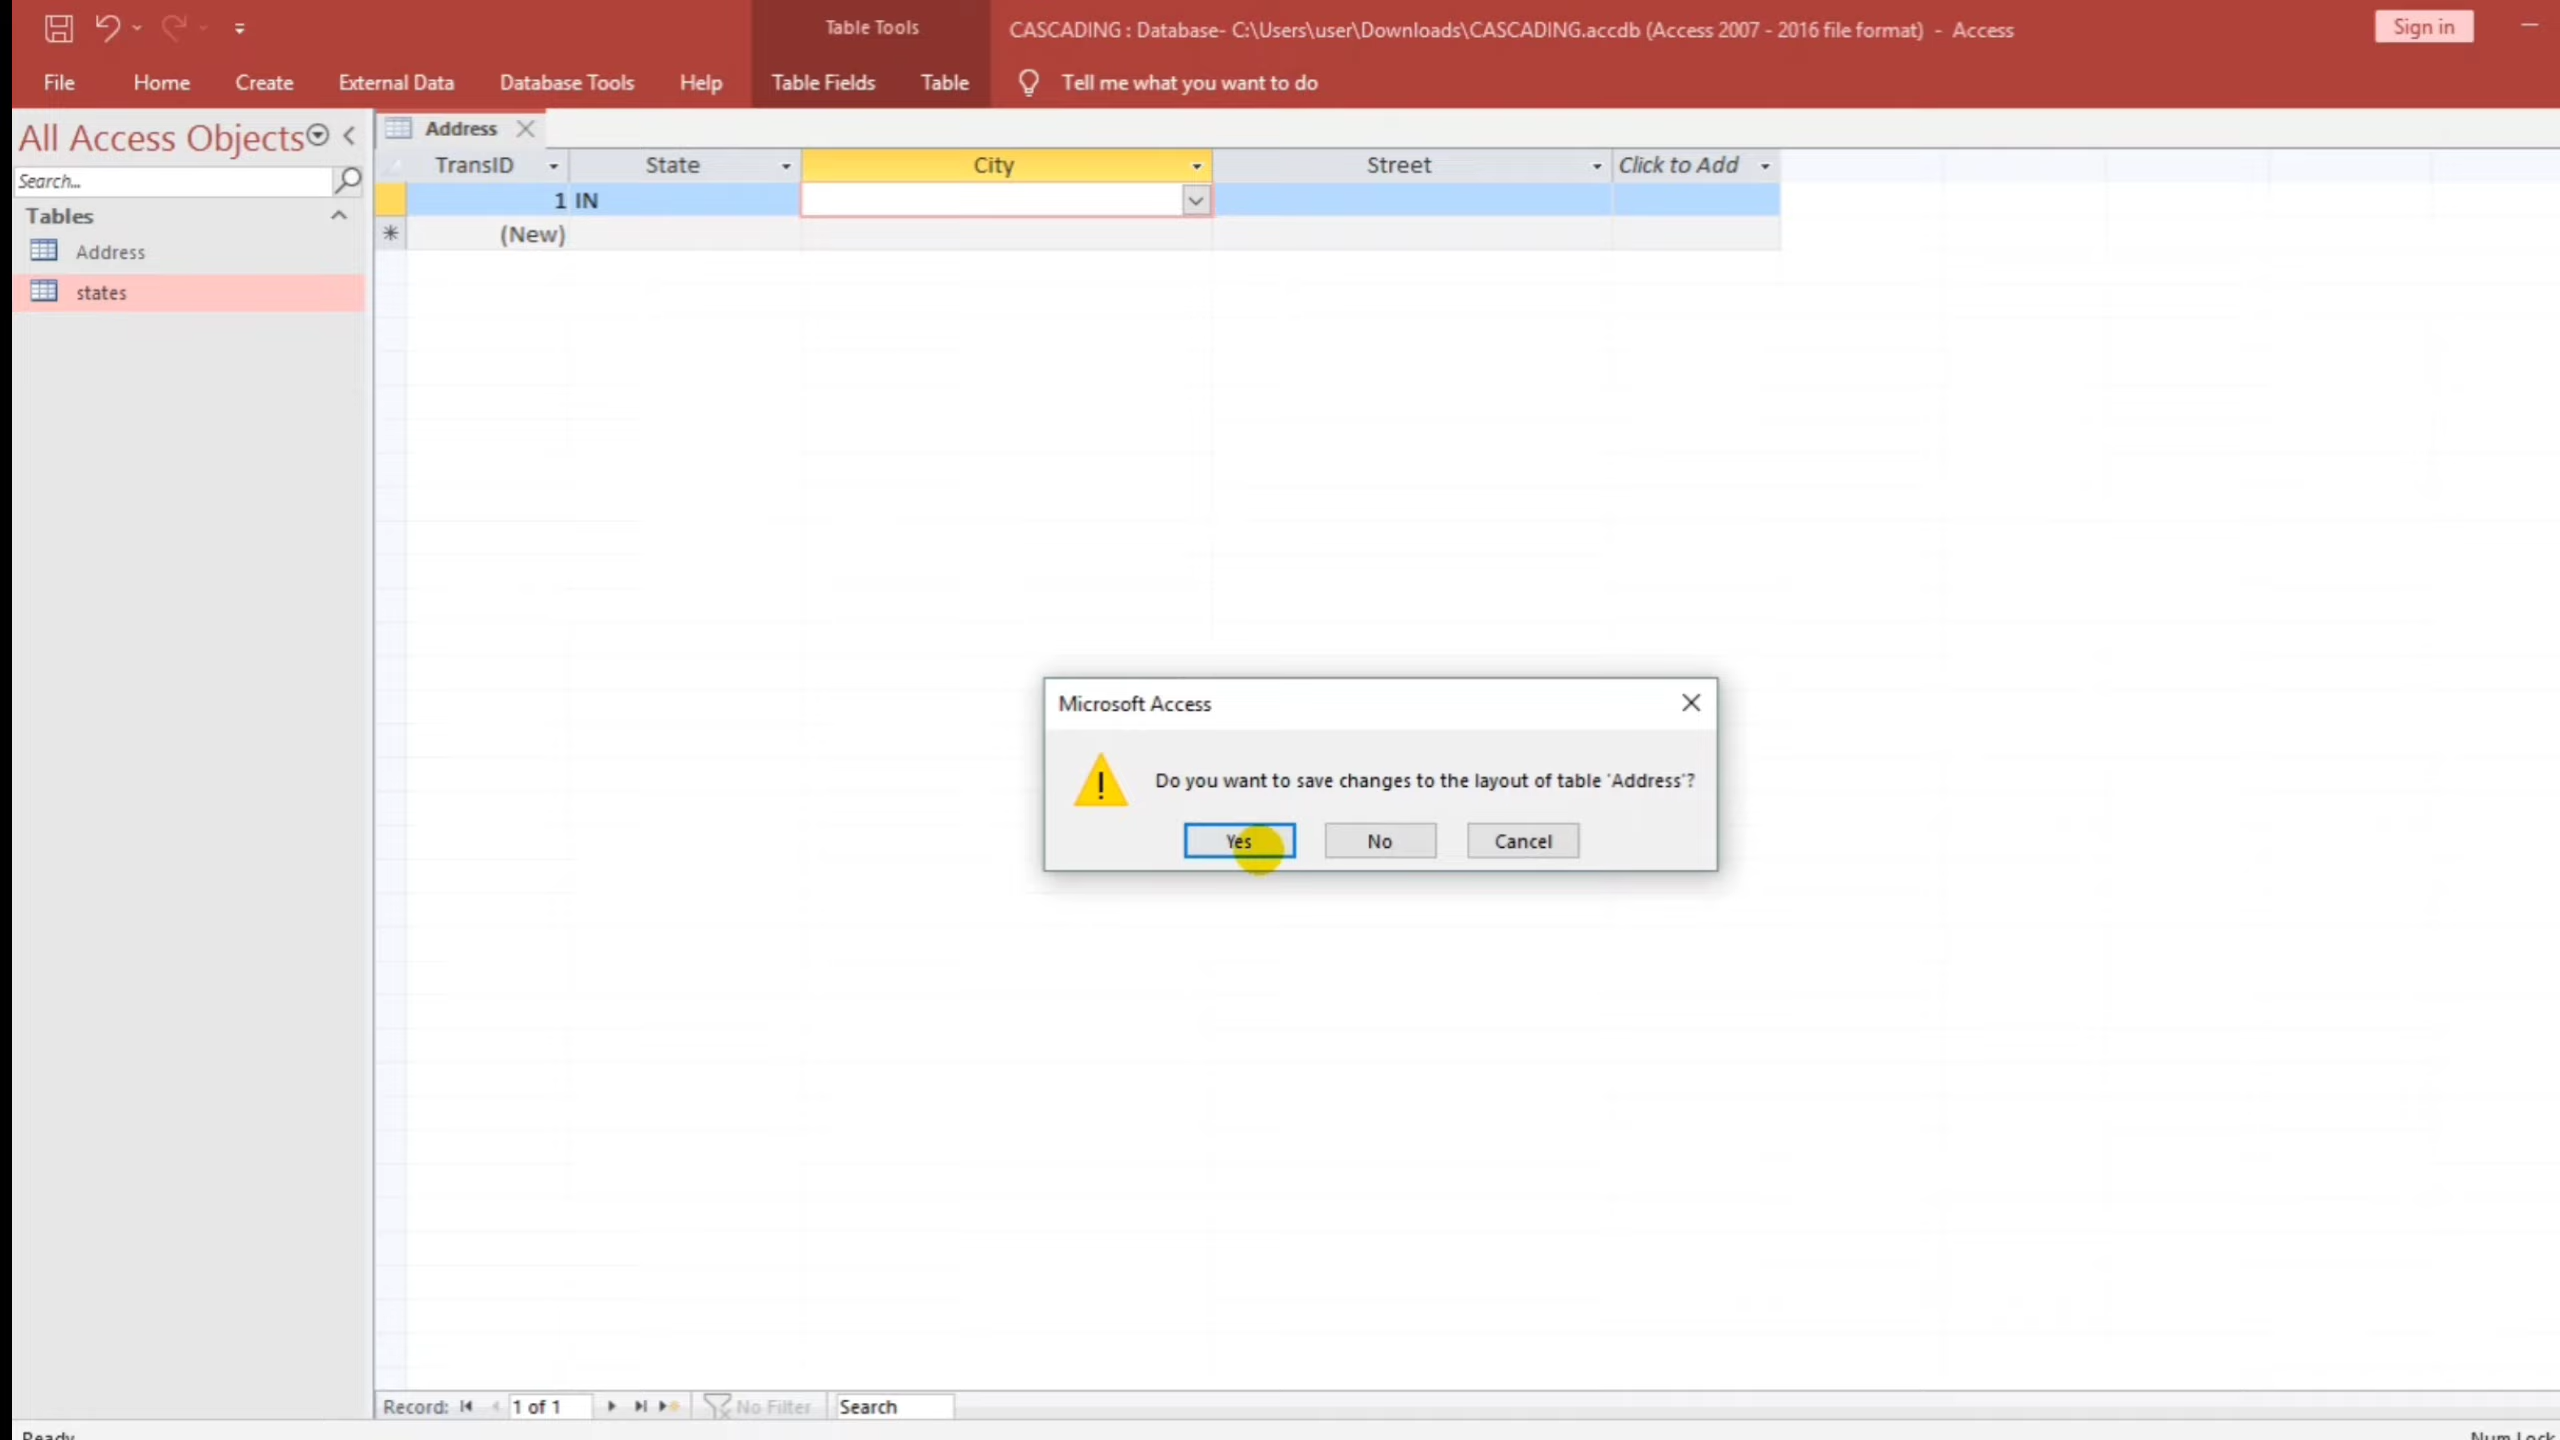 Table Tools
CASCADING : Database- C:\Users\user\Downloads\CASCADING.accdb (Access 2007 - 2016 file format) - Access
Sign in
File Home Create External Data Database Tools Help Table Fields Table Tell me what you want to do
All Access Objects
Search...
Tables
Address
states
Address
TransID State City Street Click to Add
1 IN
(New)
Microsoft Access
Do you want to save changes to the layout of table 'Address'?
Yes No Cancel
Record: 1 of 1 No Filter Search
Ready
Num Lock